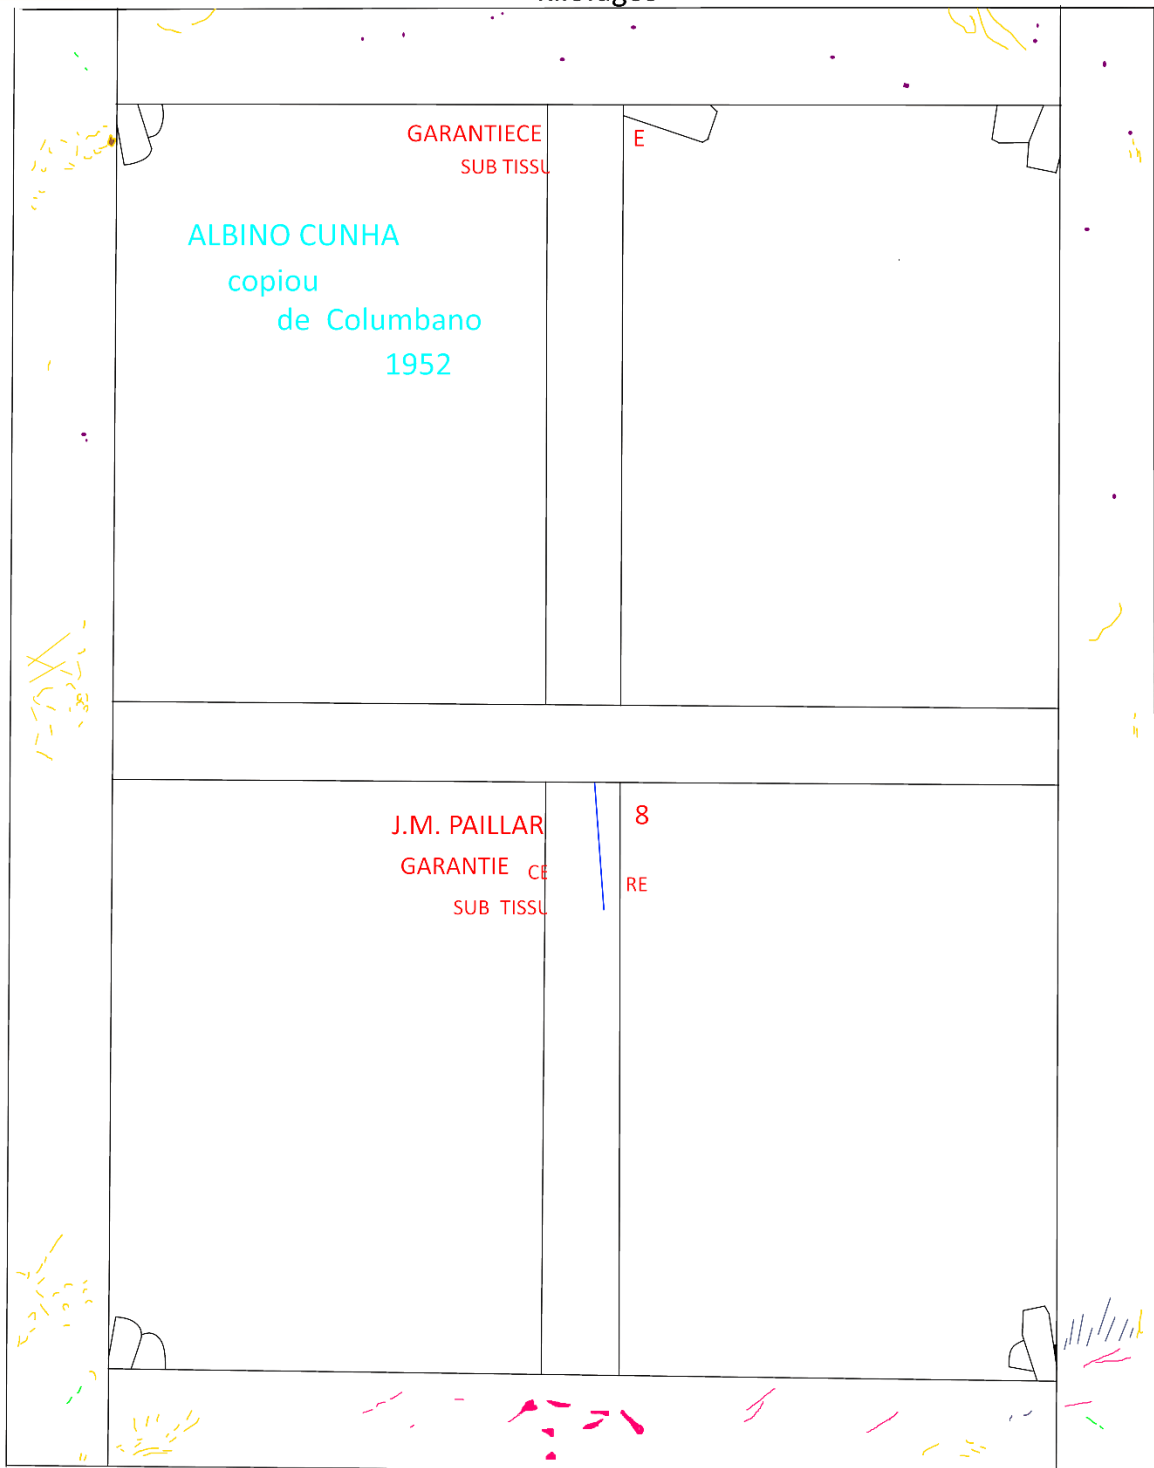 GARANTIECE E
SUB TISSU
ALBINO CUNHA
copiou
de Columbano
1952
J.M. PAILLAR 8
GARANTIE CE RE
SUB TISSU